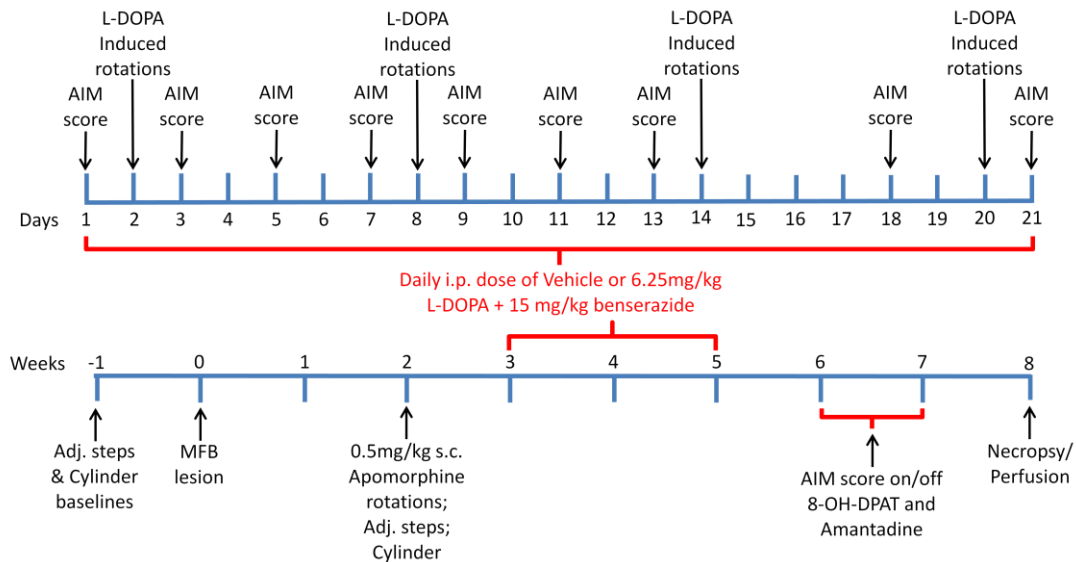 L-DOPA
Induced
rotations
L-DOPA
Induced
rotations
L-DOPA
Induced
rotations
L-DOPA
Induced
rotations
AIM
score
AIM
score
AIM
score
AIM
score
AIM
score
AIM
score
AIM
score
AIM
score
AIM
score
Days 1 2 3 4 5 6 7 8 9 10 11 12 13 14 15 16 17 18 19 20 21
Daily i.p. dose of Vehicle or 6.25mg/kg
L-DOPA + 15 mg/kg benserazide
Weeks -1 0 1 2 3 4 5 6 7 8
Adj. steps
& Cylinder
baselines
MFB
lesion
0.5mg/kg s.c.
Apomorphine
rotations;
Adj. steps;
Cylinder
AIM score on/off
8-OH-DPAT and
Amantadine
Necropsy/
Perfusion